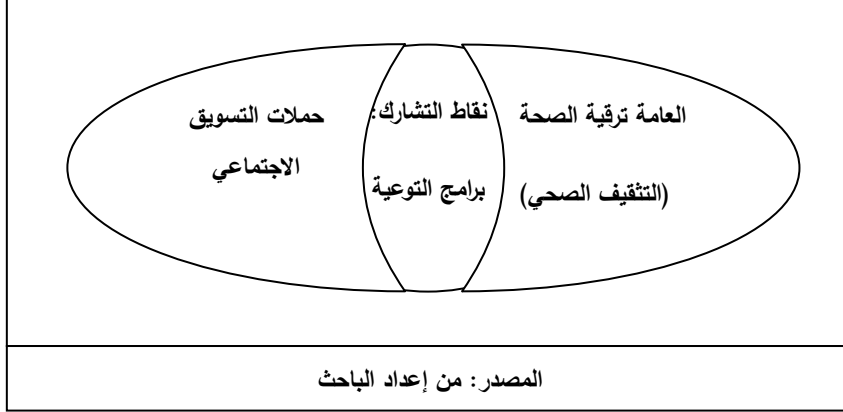 العامة ترقية الصحة
(التثقيف الصحي)
نقاط التشارك:
برامج التوعية
حملات التسويق
الاجتماعي
المصدر: من إعداد الباحث